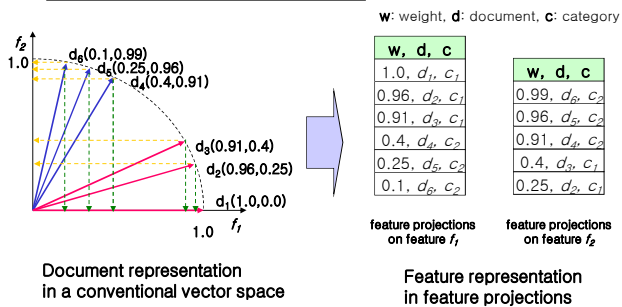 w: weight, d: document, c: category
f2
1.0
d6(0.1,0.99)
d5(0.25,0.96)
d4(0.4,0.91)
d3(0.91,0.4)
d2(0.96,0.25)
d1(1.0,0.0)
1.0
f1
w, d, c
1.0, d1, c1
0.96, d2, c1
0.91, d3, c1
0.4, d4, c2
0.25, d5, c2
0.1, d6, c2
feature projections
on feature f1
w, d, c
0.99, d6, c2
0.96, d5, c2
0.91, d4, c2
0.4, d3, c1
0.25, d2, c1
feature projections
on feature f2
Document representation
in a conventional vector space
Feature representation
in feature projections